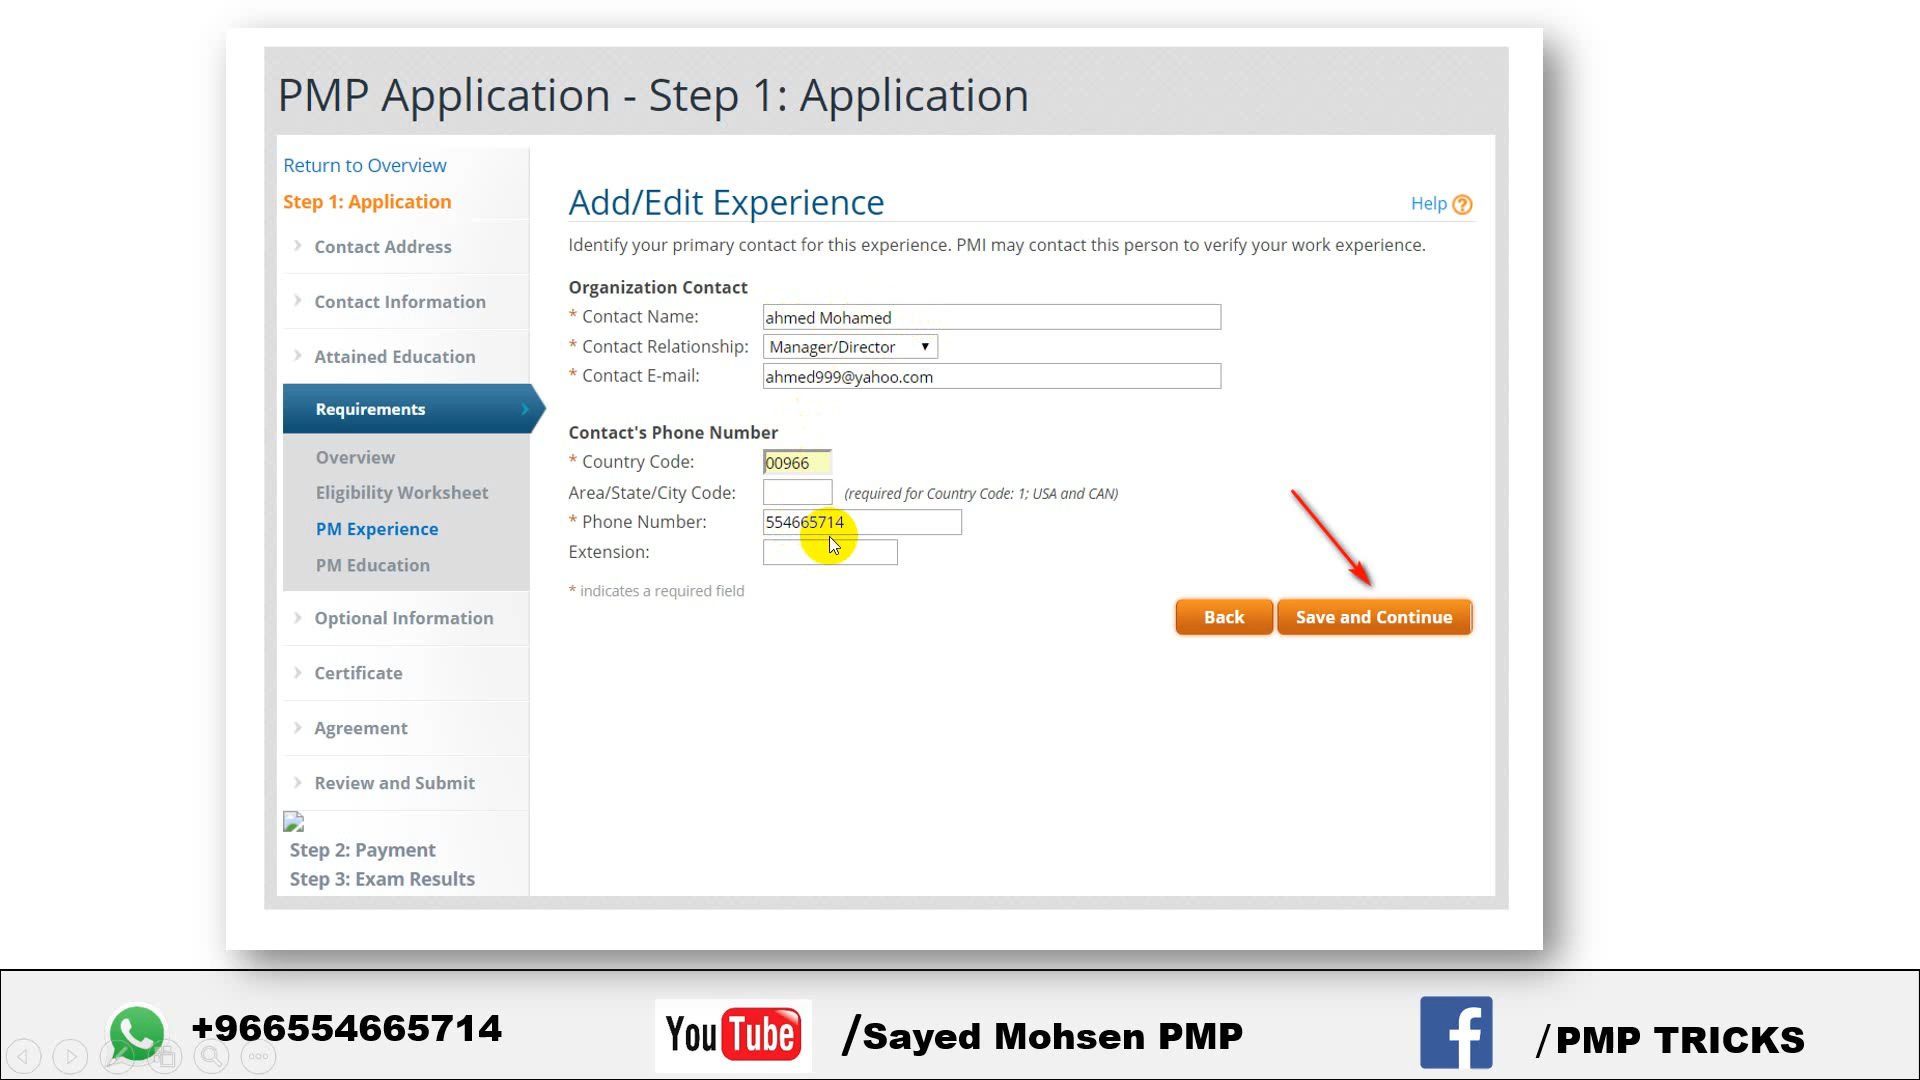 PMP Application - Step 1: Application
Return to Overview
Step 1: Application
Contact Address
Contact Information
Attained Education
Requirements
Overview
Eligibility Worksheet
PM Experience
PM Education
Optional Information
Certificate
Agreement
Review and Submit
Step 2: Payment
Step 3: Exam Results
Add/Edit Experience
Help ?
Identify your primary contact for this experience. PMI may contact this person to verify your work experience.
Organization Contact
* Contact Name: ahmed Mohamed
* Contact Relationship: Manager/Director
* Contact E-mail: ahmed999@yahoo.com
Contact's Phone Number
* Country Code: 00966
Area/State/City Code: (required for Country Code: 1; USA and CAN)
* Phone Number: 554665714
Extension:
* indicates a required field
Back Save and Continue
+966554665714
YouTube /Sayed Mohsen PMP
f /PMP TRICKS